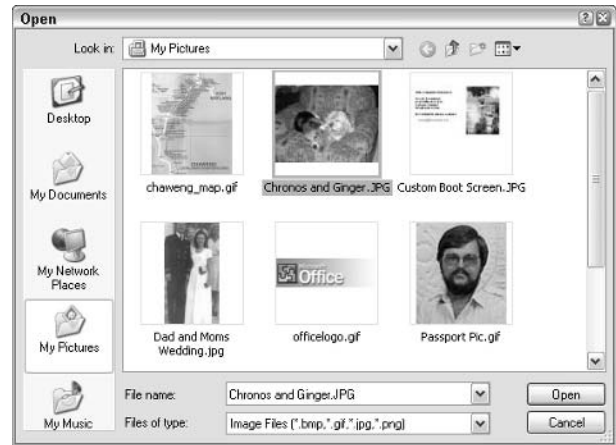 Open
Look in:
My Pictures
Desktop
My Documents
My Network
Places
My Pictures
My Music
chaweng_map.gif
Chronos and Ginger.JPG
Custom Boot Screen.JPG
Dad and Moms
Wedding.jpg
Office
officelogo.gif
Passport Pic.gif
File name:
Chronos and Ginger.JPG
Open
Files of type:
Image Files (*.bmp,*.gif,*.jpg,*.png)
Cancel